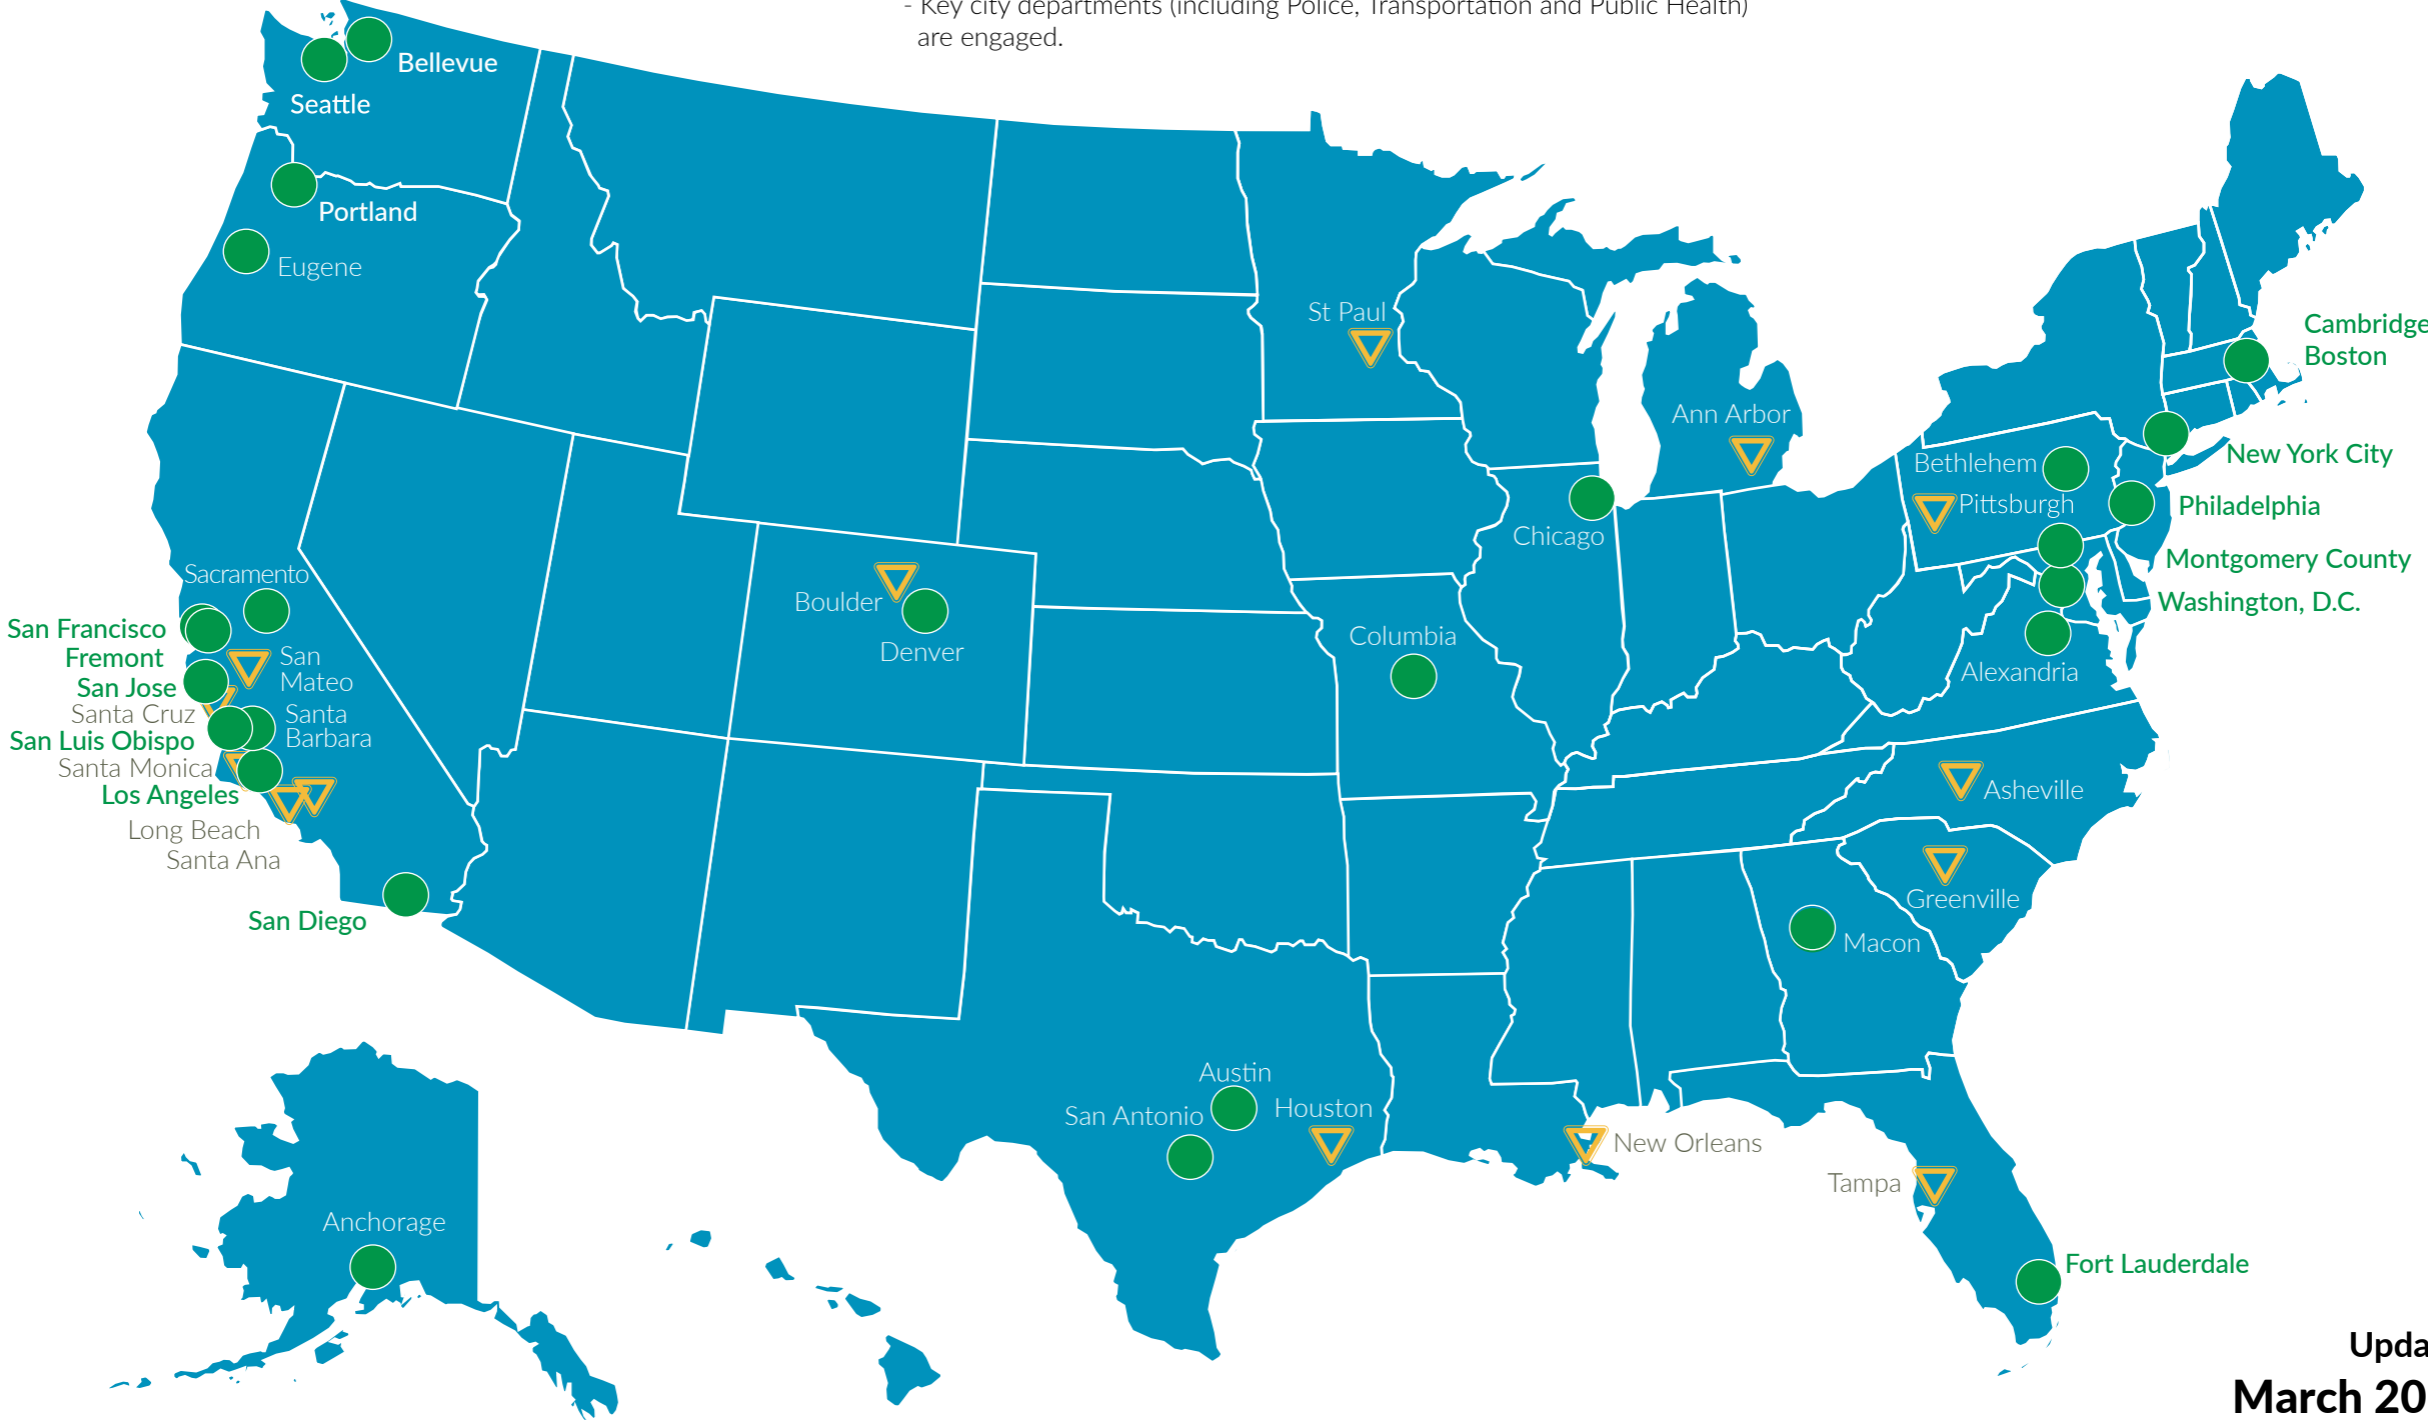 - Key city departments (including Police, Transportation and Public Health)
are engaged.
Bellevue
Seattle
Portland
Eugene
St Paul
Cambridge
Boston
Ann Arbor
New York City
Bethlehem
Pittsburgh
Philadelphia
Chicago
Montgomery County
Sacramento
Boulder
Washington, D.C.
San Francisco
Columbia
Denver
Fremont
San
Mateo
Alexandria
San Jose
Santa Cruz
Santa
Barbara
San Luis Obispo
Santa Monica
Los Angeles
Asheville
Long Beach
Santa Ana
Greenville
San Diego
Macon
Austin
San Antonio
Houston
New Orleans
Tampa
Anchorage
Fort Lauderdale
Upda
March 20